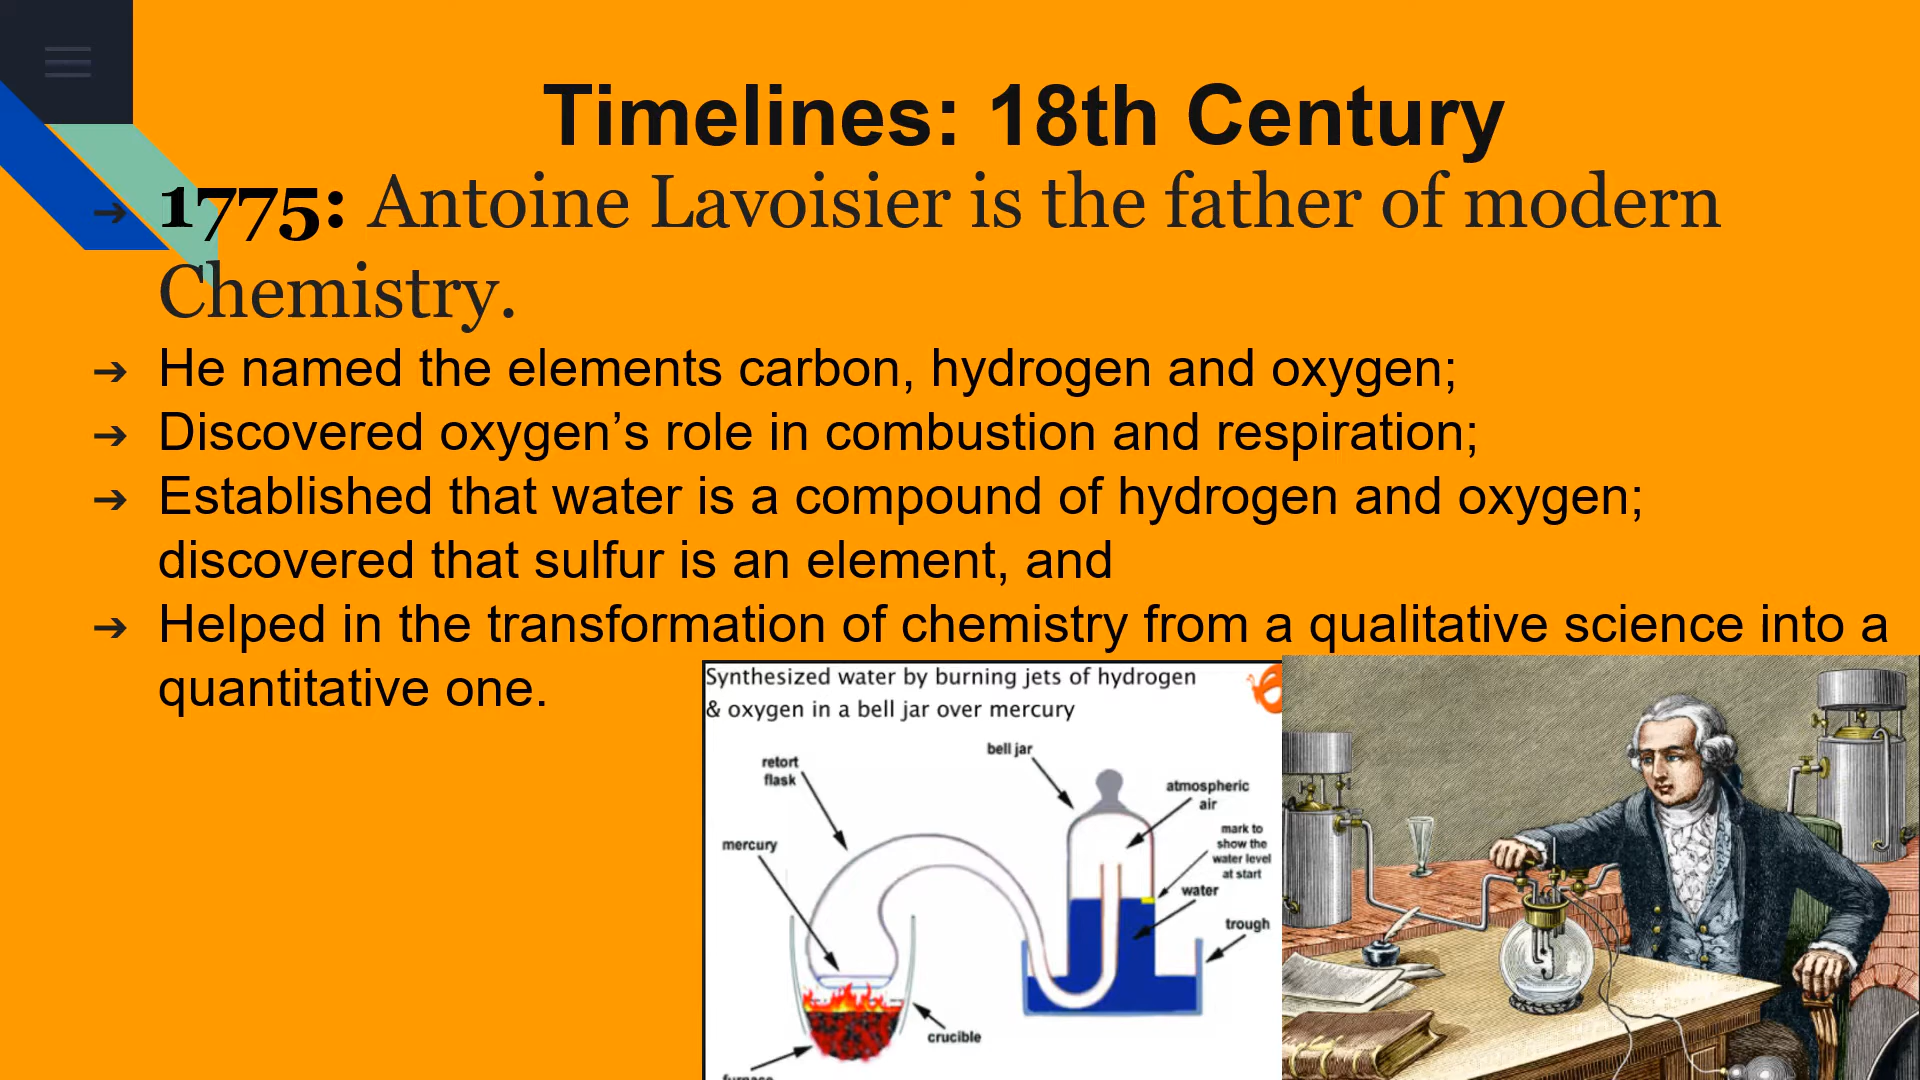 Timelines: 18th Century
➔ 1775: Antoine Lavoisier is the father of modern
Chemistry.
➔ He named the elements carbon, hydrogen and oxygen;
➔ Discovered oxygen’s role in combustion and respiration;
➔ Established that water is a compound of hydrogen and oxygen;
discovered that sulfur is an element, and
➔ Helped in the transformation of chemistry from a qualitative science into a
quantitative one.
Synthesized water by burning jets of hydrogen
& oxygen in a bell jar over mercury
bell jar
retort
flask
atmospheric
air
mark to
show the
water level
at start
mercury
water
trough
crucible
furnace